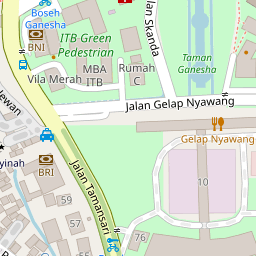 Boseh
Ganesha
BNI
ITB Green
Pedestrian
Vila Merah
MBA
ITB
Rumah
C
Jalan Skanda
Taman
Ganesha
Jalan Gelap Nyawang
Gelap Nyawang
BRI
Jalan Tamansari
10
59
57
76